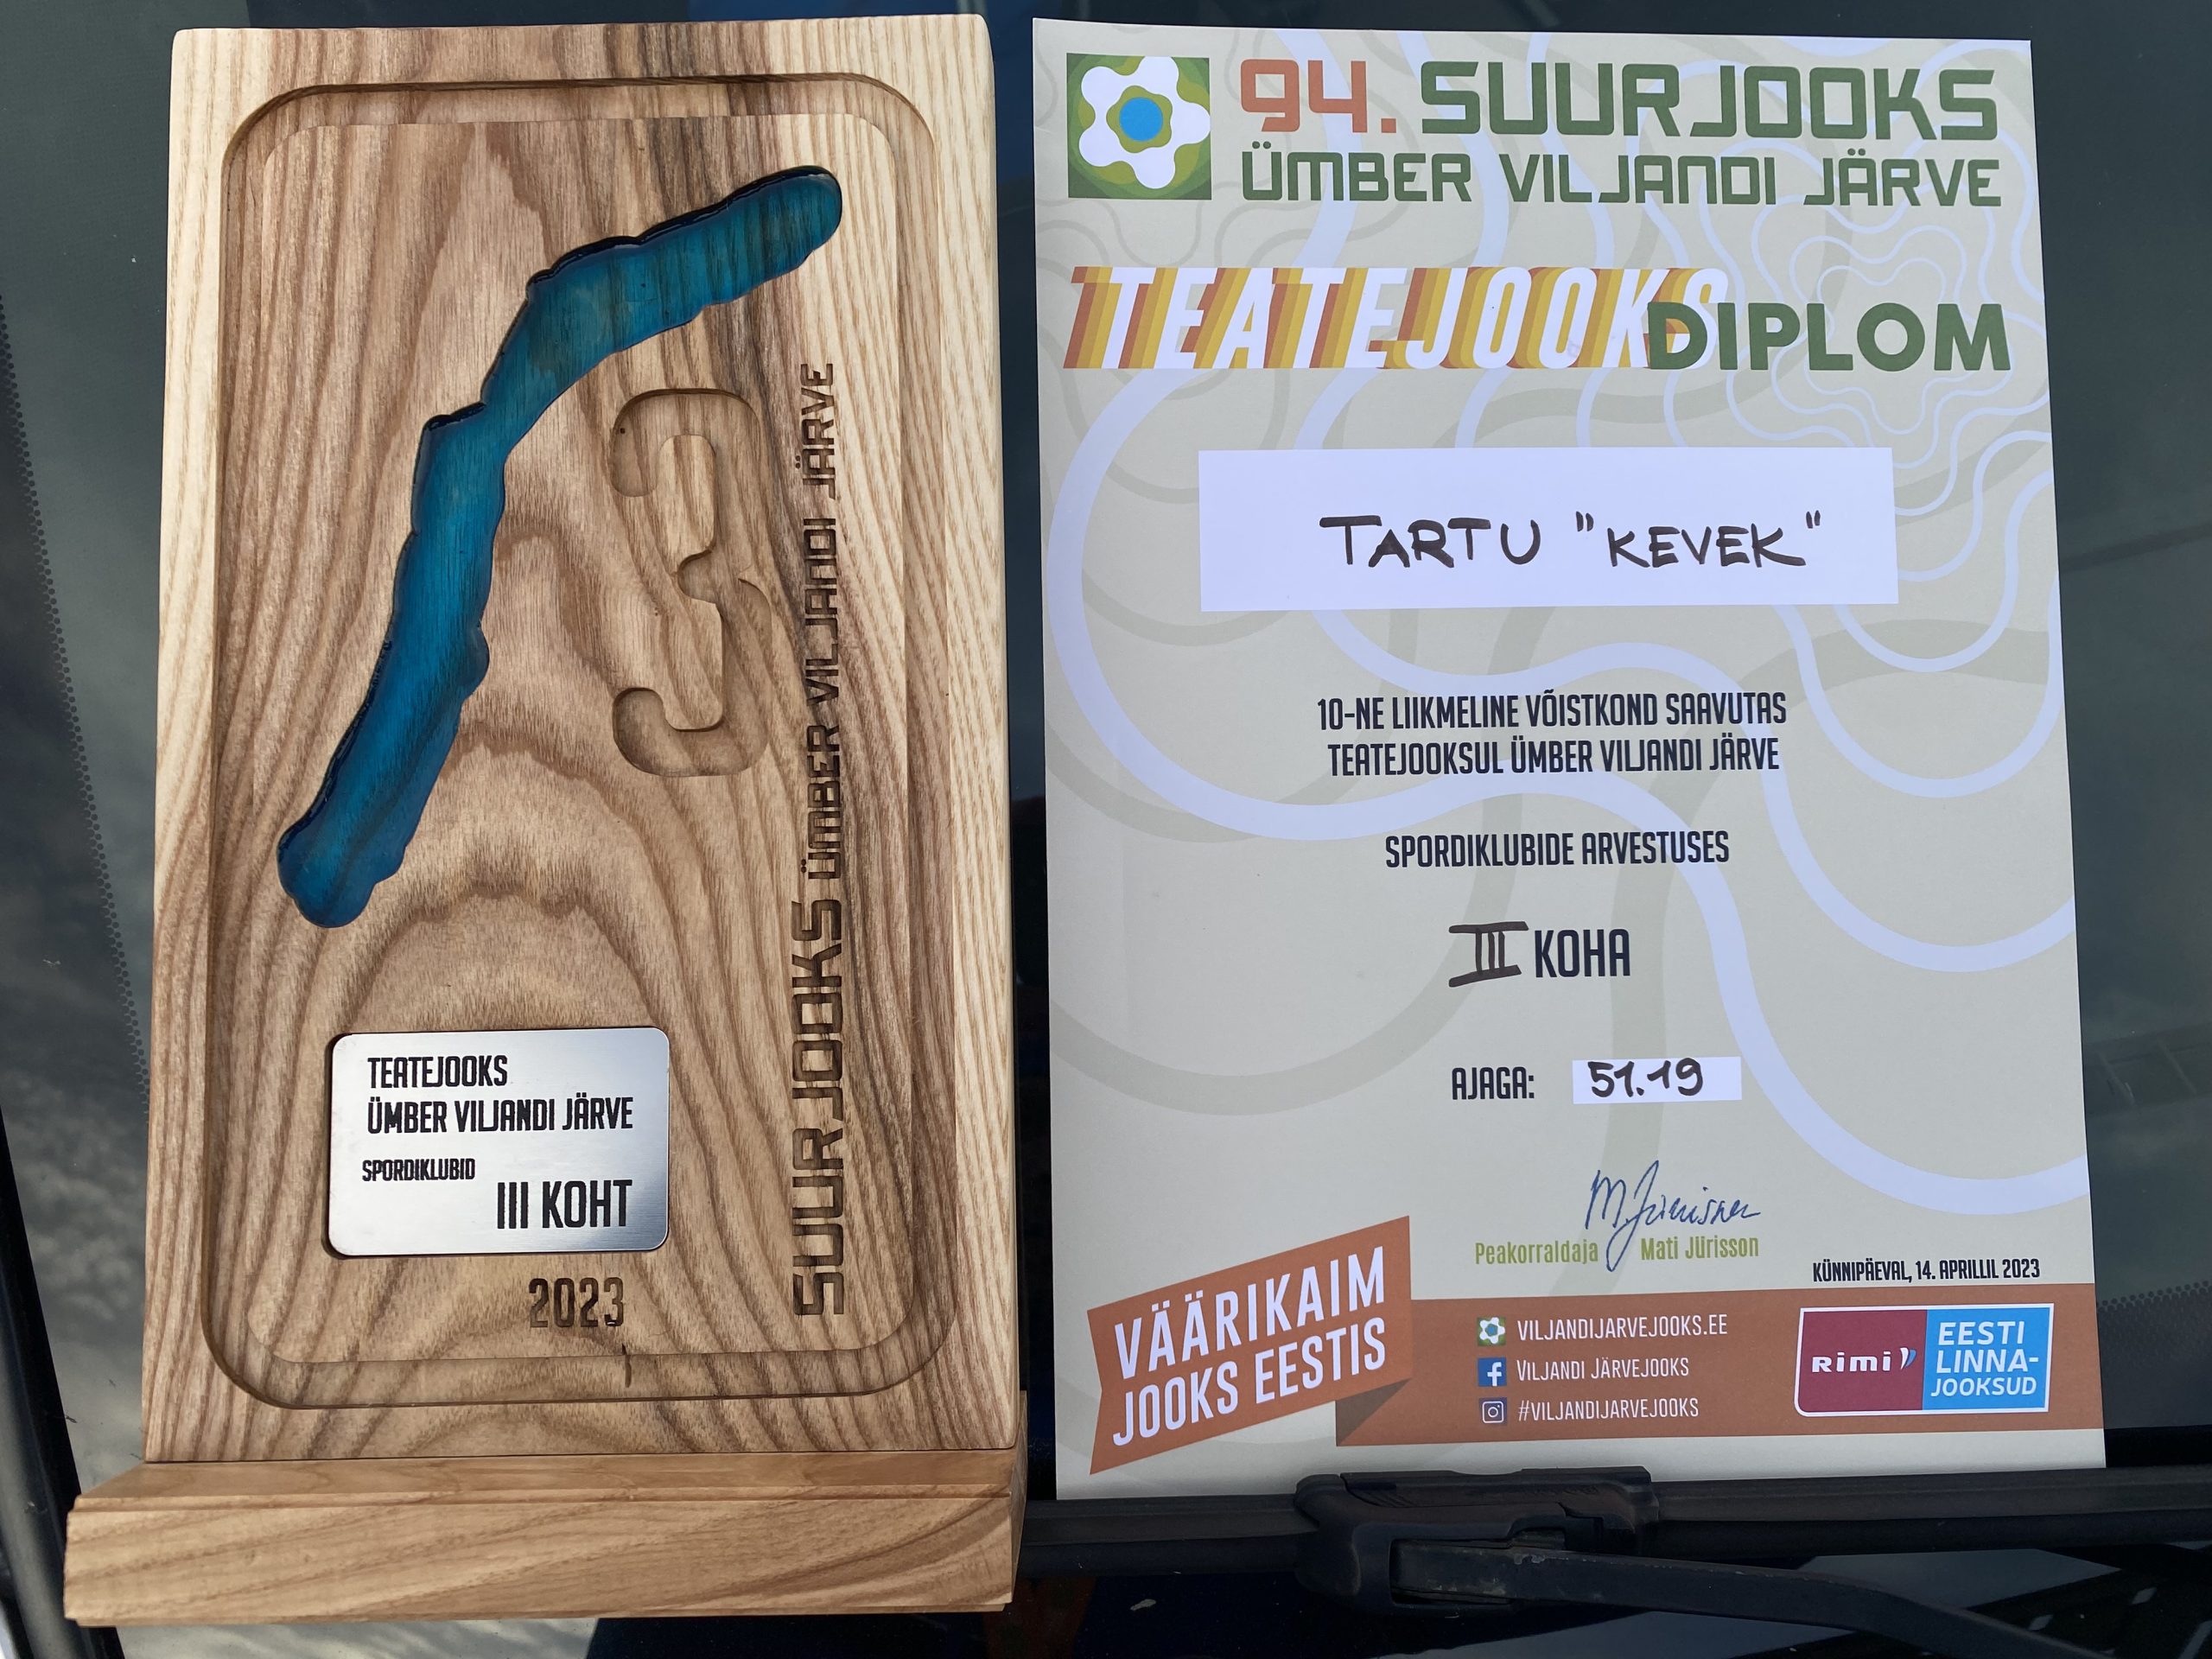 3
SUURJOOKS ÜMBER VILJANDI JÄRVE
TEATEJOOKS
ÜMBER VILJANDI JÄRVE
SPORDIKLUBID
III KOHT
2023
94. SUURJOOKS
ÜMBER VILJANDI JÄRVE
TEATEJOOKS DIPLOM
TARTU "KEVEK"
10-NE LIIKMELINE VÕISTKOND SAAVUTAS
TEATEJOOKSUL ÜMBER VILJANDI JÄRVE
SPORDIKLUBIDE ARVESTUSES
III KOHA
AJAGA: 51.19
M. Jürisson
Peakorraldaja Mati Jürisson
KÜNNIPÄEVAL, 14. APRILLIL 2023
VÄÄRIKAIM
JOOKS EESTIS
VILJANDIJARVEJOOKS.EE
VILJANDI JÄRVEJOOKS
#VILJANDIJARVEJOOKS
Rimi
EESTI
LINNA-
JOOKSUD